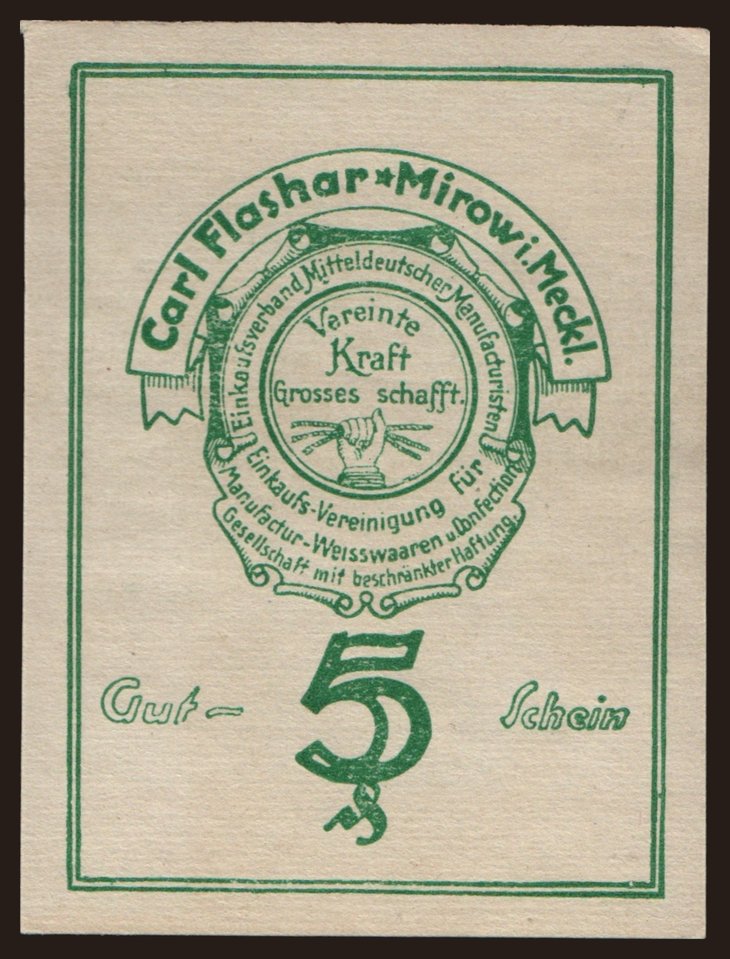 Carl Flashar ★ Mirow i. Meckl.
Einkaufsverband Mitteldeutscher Manufacturisten
Vereinte
Kraft
Grosses schafft.
Einkaufs-Vereinigung für
Manufactur-Weisswaaren u. Confection
Gesellschaft mit beschränkter Haftung.
5
Gut-
Schein